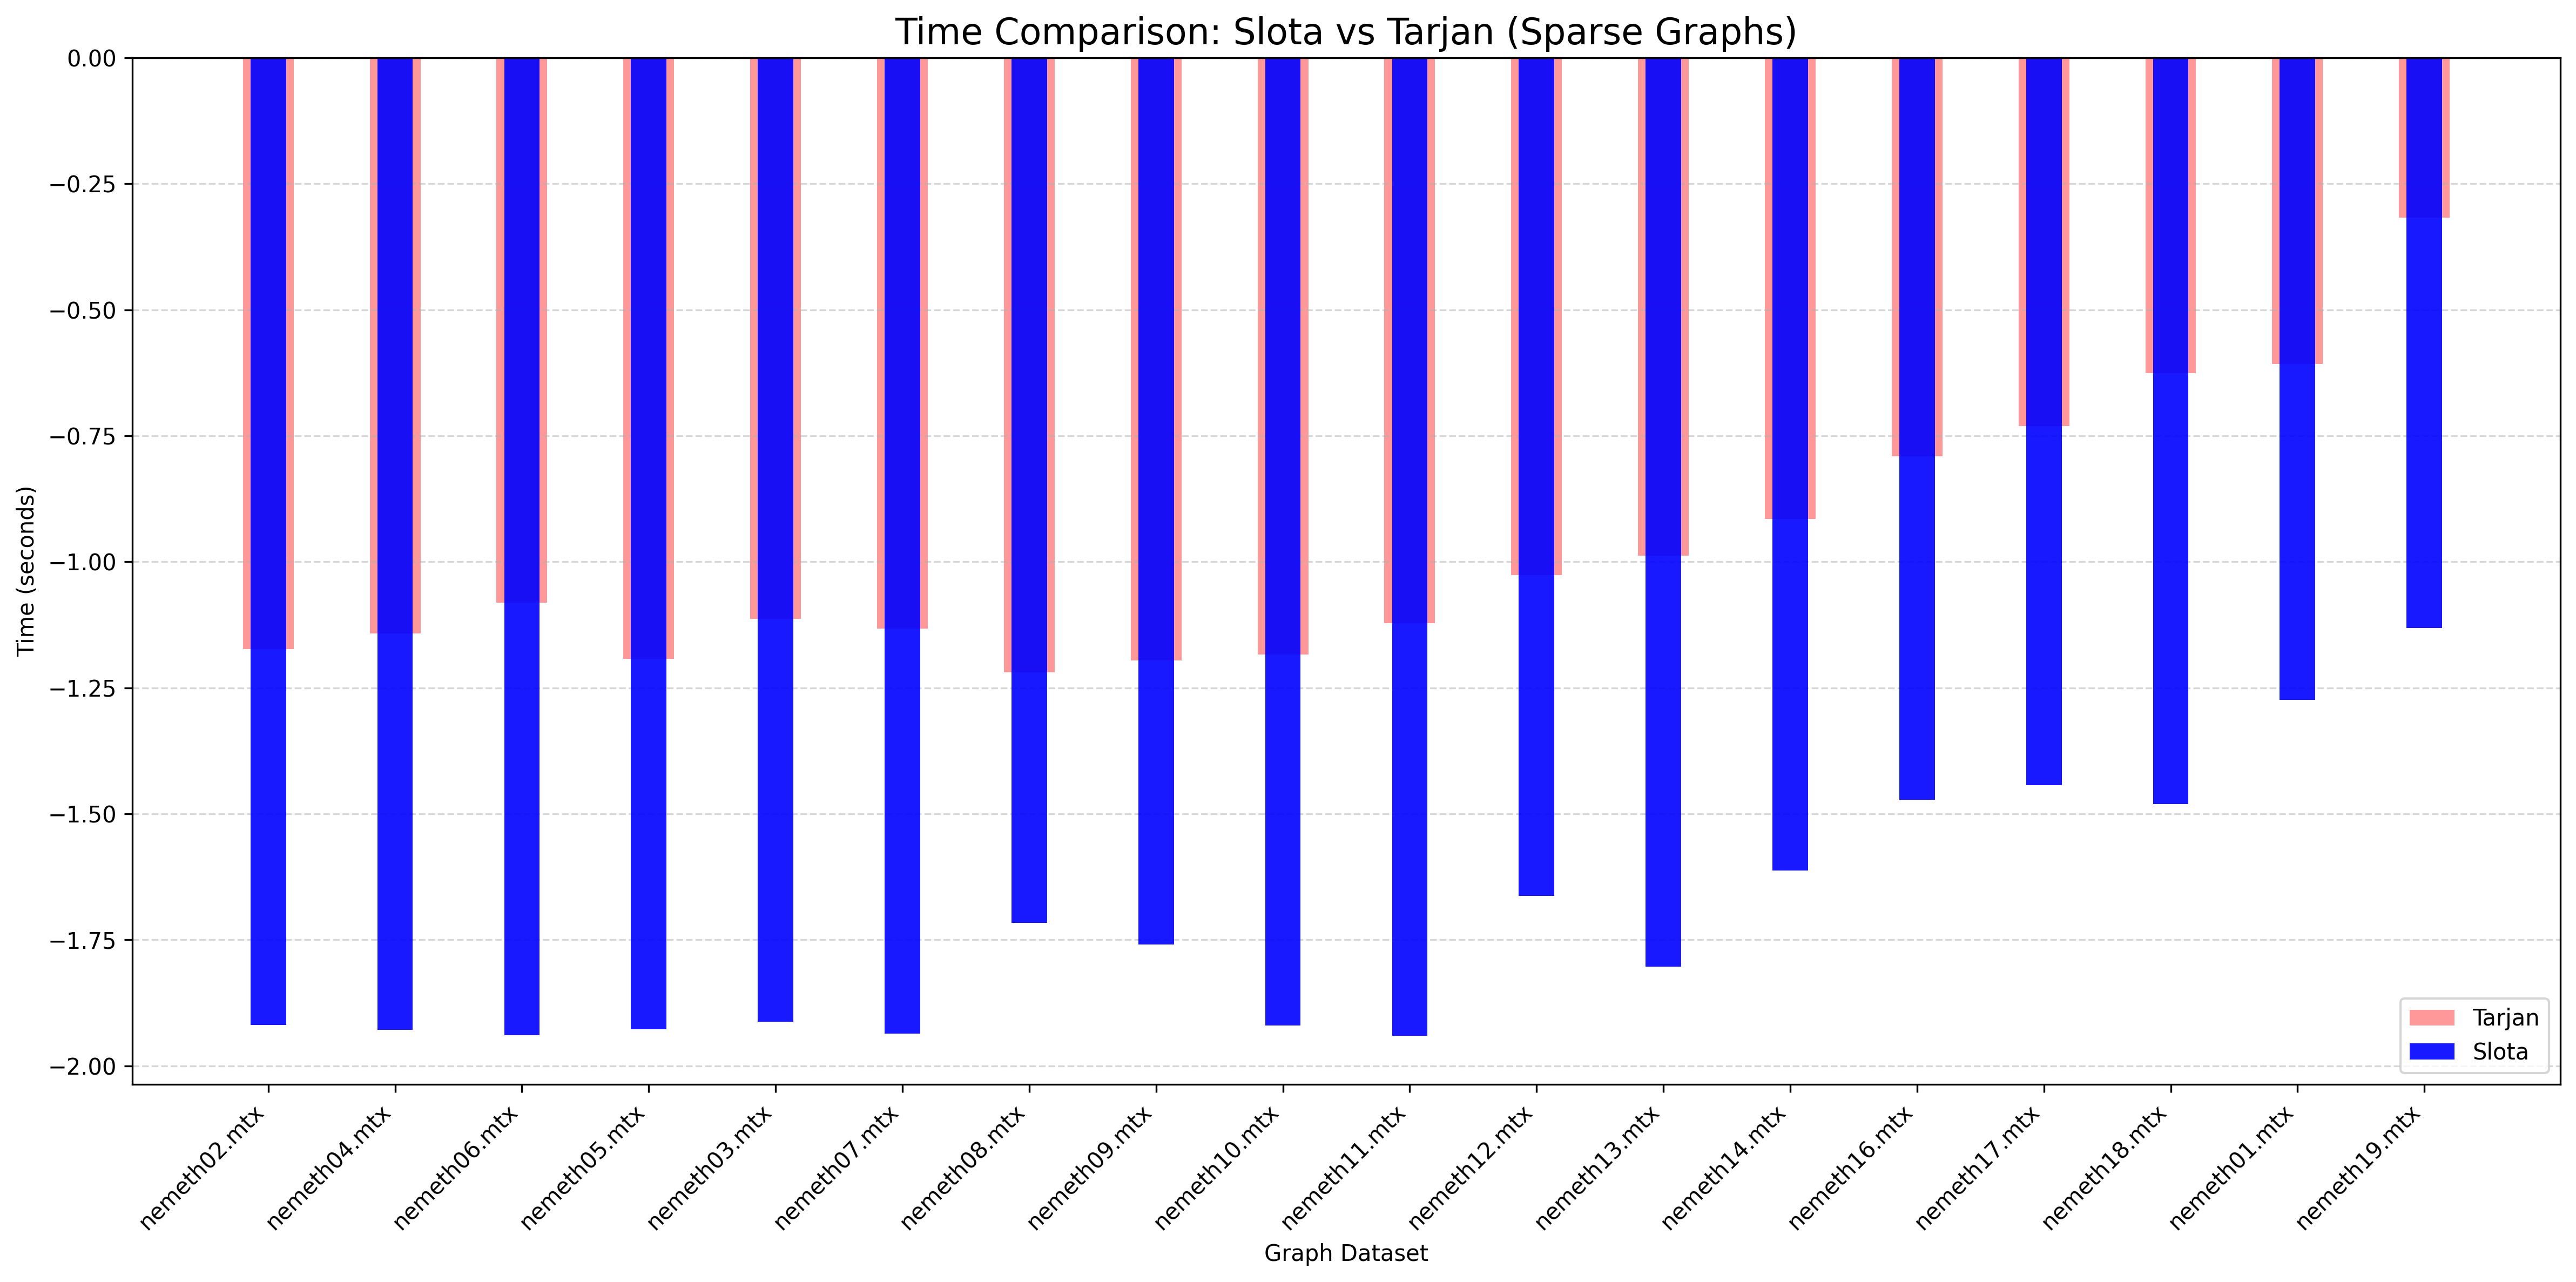 Time Comparison: Slota vs Tarjan (Sparse Graphs)
0.00
−0.25
−0.50
−0.75
−1.00
−1.25
−1.50
−1.75
−2.00
Time (seconds)
Tarjan
Slota
nemeth02.mtx
nemeth04.mtx
nemeth06.mtx
nemeth05.mtx
nemeth03.mtx
nemeth07.mtx
nemeth08.mtx
nemeth09.mtx
nemeth10.mtx
nemeth11.mtx
nemeth12.mtx
nemeth13.mtx
nemeth14.mtx
nemeth16.mtx
nemeth17.mtx
nemeth18.mtx
nemeth01.mtx
nemeth19.mtx
Graph Dataset